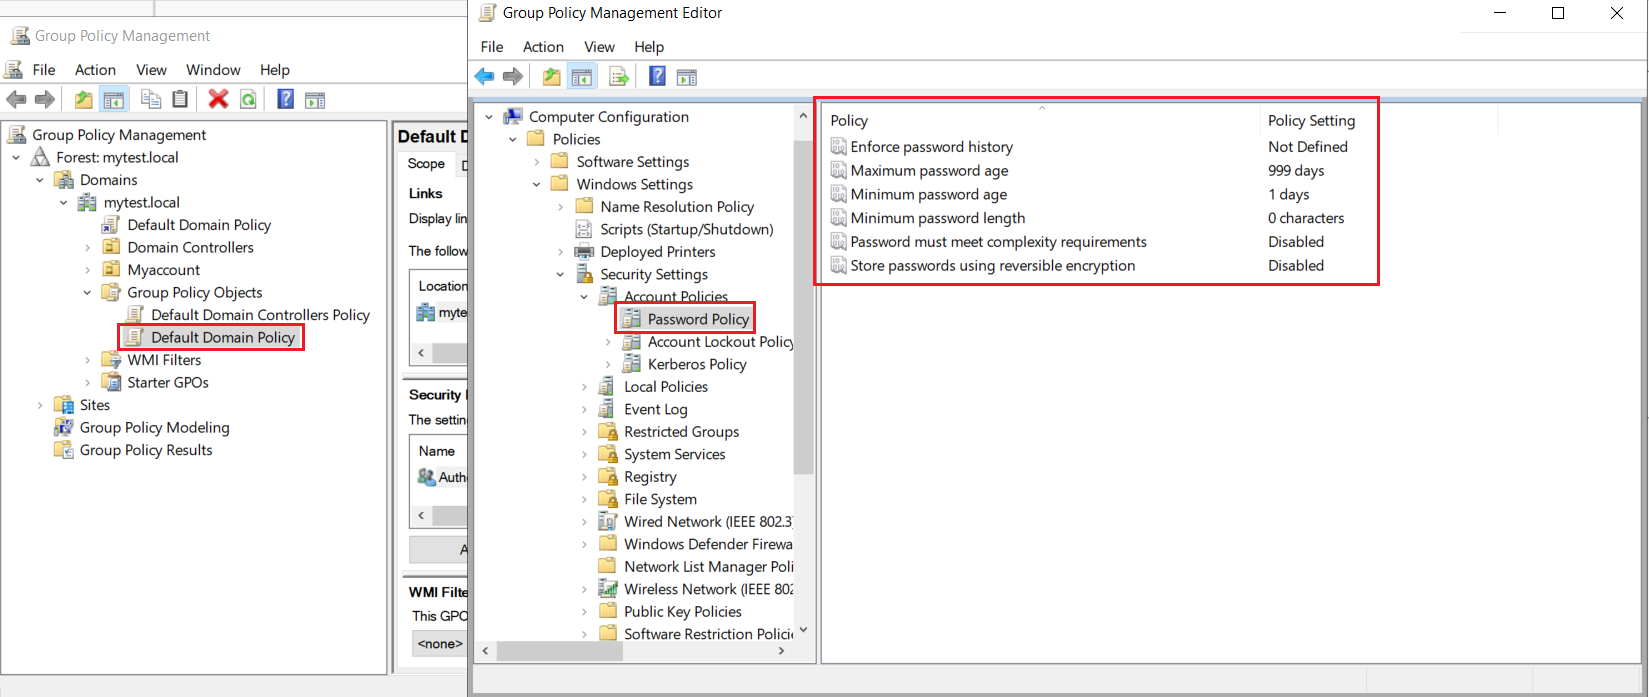 Group Policy Management
File Action View Window Help
Group Policy Management
Forest: mytest.local
Domains
mytest.local
Default Domain Policy
Domain Controllers
Myaccount
Group Policy Objects
Default Domain Controllers Policy
Default Domain Policy
WMI Filters
Starter GPOs
Sites
Group Policy Modeling
Group Policy Results
Default D
Scope
Links
Display lin
The follow
Location
myte
Security
The setting
Name
Auth
A
WMI Filte
This GPO
<none>
Group Policy Management Editor
File Action View Help
Computer Configuration
Policies
Software Settings
Windows Settings
Name Resolution Policy
Scripts (Startup/Shutdown)
Deployed Printers
Security Settings
Account Policies
Password Policy
Account Lockout Policy
Kerberos Policy
Local Policies
Event Log
Restricted Groups
System Services
Registry
File System
Wired Network (IEEE 802.3)
Windows Defender Firewa
Network List Manager Poli
Wireless Network (IEEE 802
Public Key Policies
Software Restriction Polici
Policy Policy Setting
Enforce password history Not Defined
Maximum password age 999 days
Minimum password age 1 days
Minimum password length 0 characters
Password must meet complexity requirements Disabled
Store passwords using reversible encryption Disabled